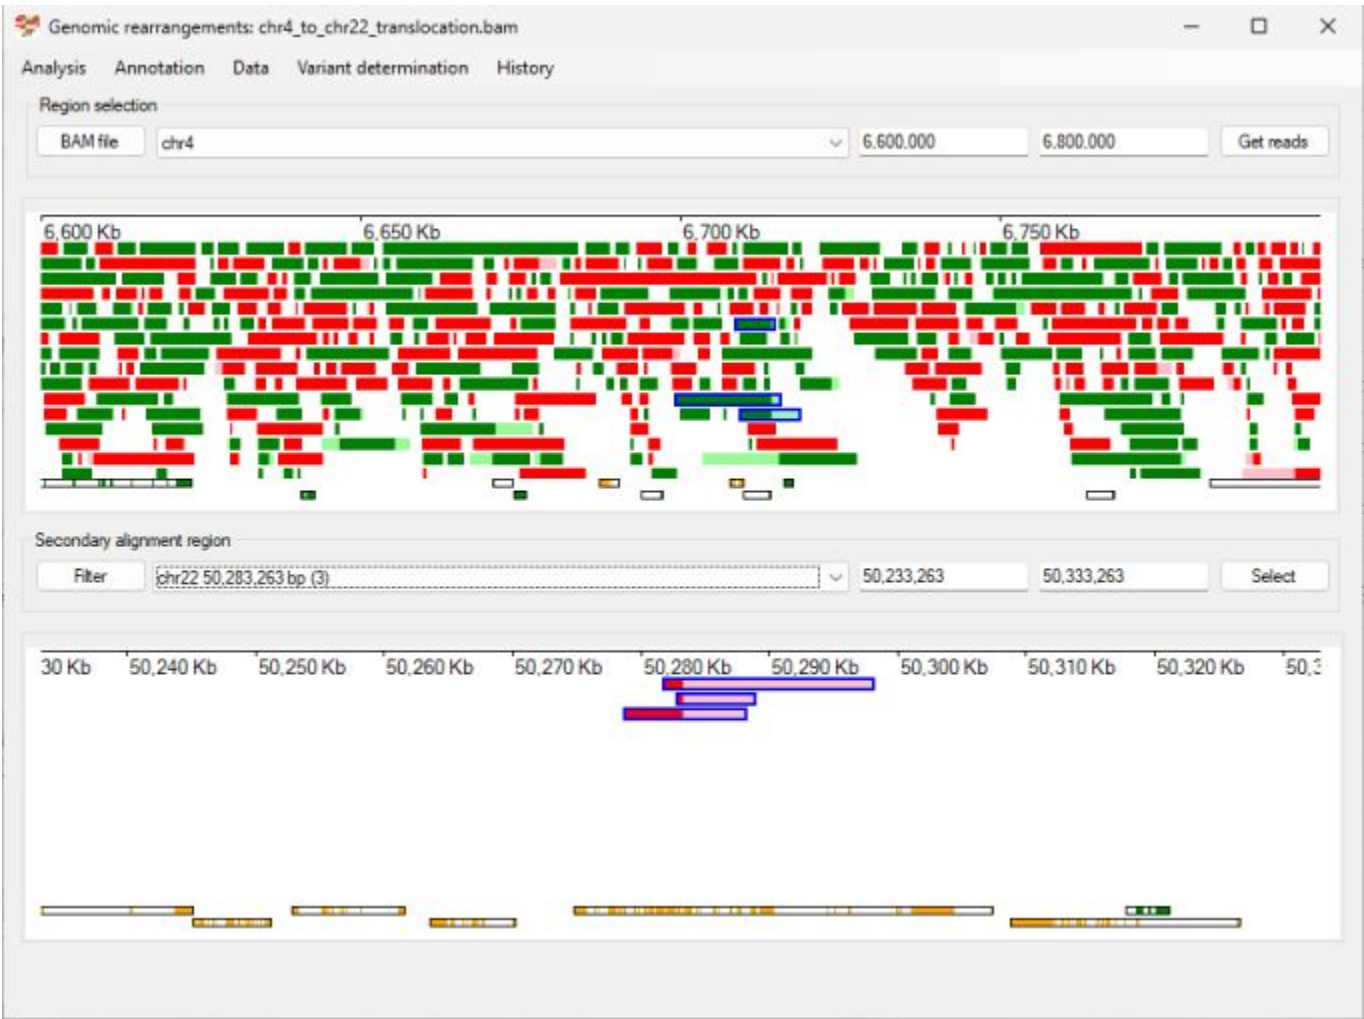 Genomic rearrangements: chr4_to_chr22_translocation.bam
Analysis Annotation Data Variant determination History
Region selection
BAM file chr4 6.600.000 6.800.000 Get reads
6,600 Kb 6,650 Kb 6,700 Kb 6,750 Kb
Secondary alignment region
Filter chr22 50,283,263 bp (3) 50,233,263 50,333,263 Select
30 Kb 50,240 Kb 50,250 Kb 50,260 Kb 50,270 Kb 50,280 Kb 50,290 Kb 50,300 Kb 50,310 Kb 50,320 Kb 50,3